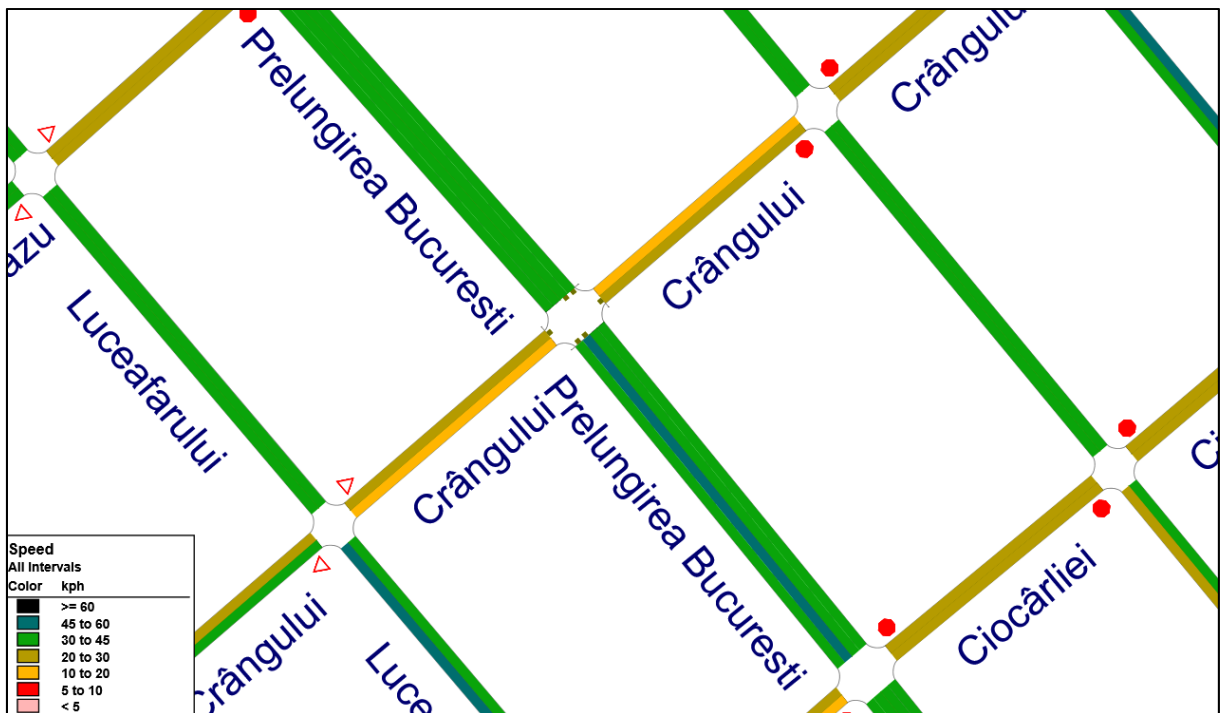 Prelungirea Bucuresti
Crângului
azu
Luceafarului
Crângului
Crângului
Prelungirea Bucuresti
Ciocârliei
Crângului
Luce
Speed
All Intervals
Color kph
>= 60
45 to 60
30 to 45
20 to 30
10 to 20
5 to 10
< 5